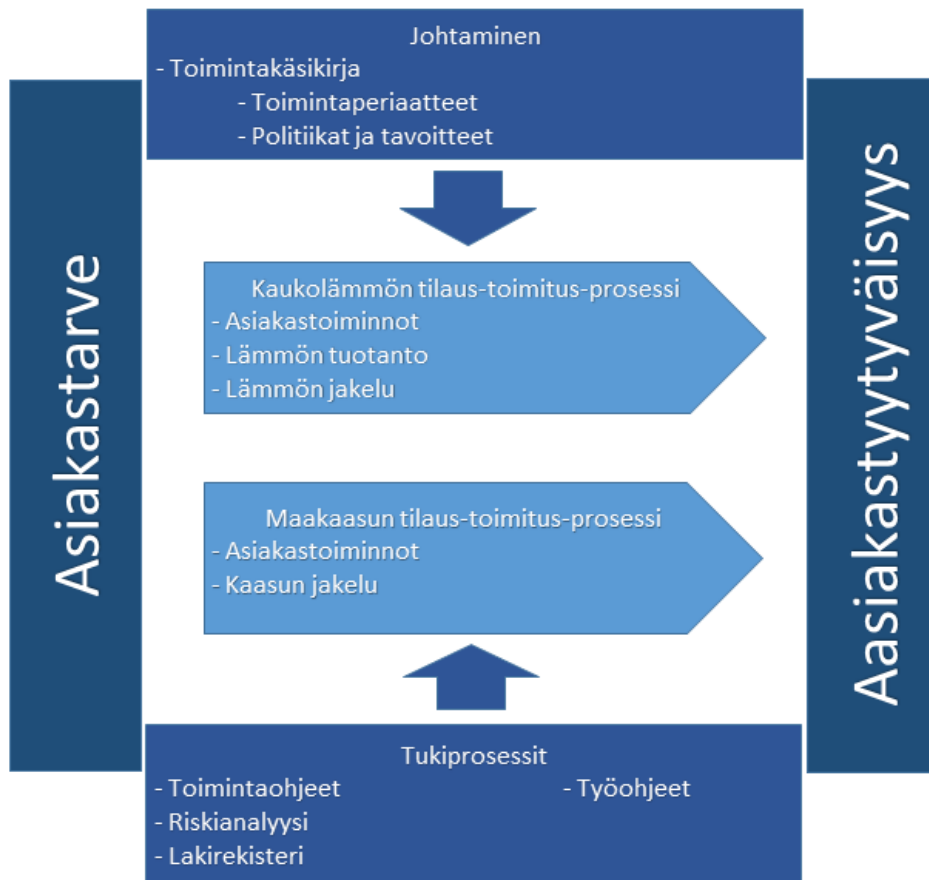 Johtaminen
- Toimintakäsikirja
- Toimintaperiaatteet
- Politiikat ja tavoitteet
Asiakastarve
Kaukolämmön tilaus-toimitus-prosessi
- Asiakastoiminnot
- Lämmön tuotanto
- Lämmön jakelu
Maakaasun tilaus-toimitus-prosessi
- Asiakastoiminnot
- Kaasun jakelu
Aasiakastyytyväisyys
Tukiprosessit
- Toimintaohjeet - Työohjeet
- Riskianalyysi
- Lakirekisteri